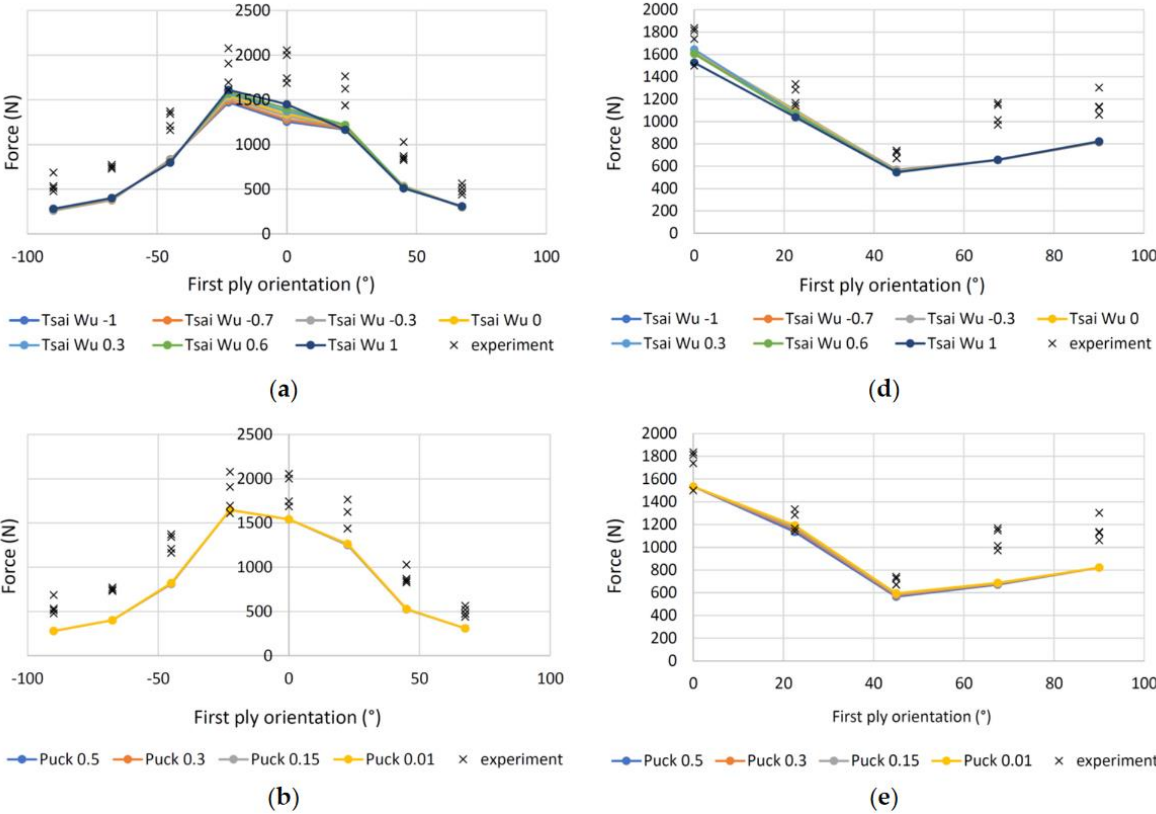 2500
2000
1500
1000
500
0
-100 -50 0 50 100
Force (N)
First ply orientation (°)
Tsai Wu -1 Tsai Wu -0.7 Tsai Wu -0.3 Tsai Wu 0
Tsai Wu 0.3 Tsai Wu 0.6 Tsai Wu 1 × experiment
(a)
2000
1800
1600
1400
1200
1000
800
600
400
200
0
0 20 40 60 80 100
Force (N)
First ply orientation (°)
Tsai Wu -1 Tsai Wu -0.7 Tsai Wu -0.3 Tsai Wu 0
Tsai Wu 0.3 Tsai Wu 0.6 Tsai Wu 1 × experiment
(d)
2500
2000
1500
1000
500
0
-100 -50 0 50 100
Force (N)
First ply orientation (°)
Puck 0.5 Puck 0.3 Puck 0.15 Puck 0.01 × experiment
(b)
2000
1800
1600
1400
1200
1000
800
600
400
200
0
0 20 40 60 80 100
Force (N)
First ply orientation (°)
Puck 0.5 Puck 0.3 Puck 0.15 Puck 0.01 × experiment
(e)